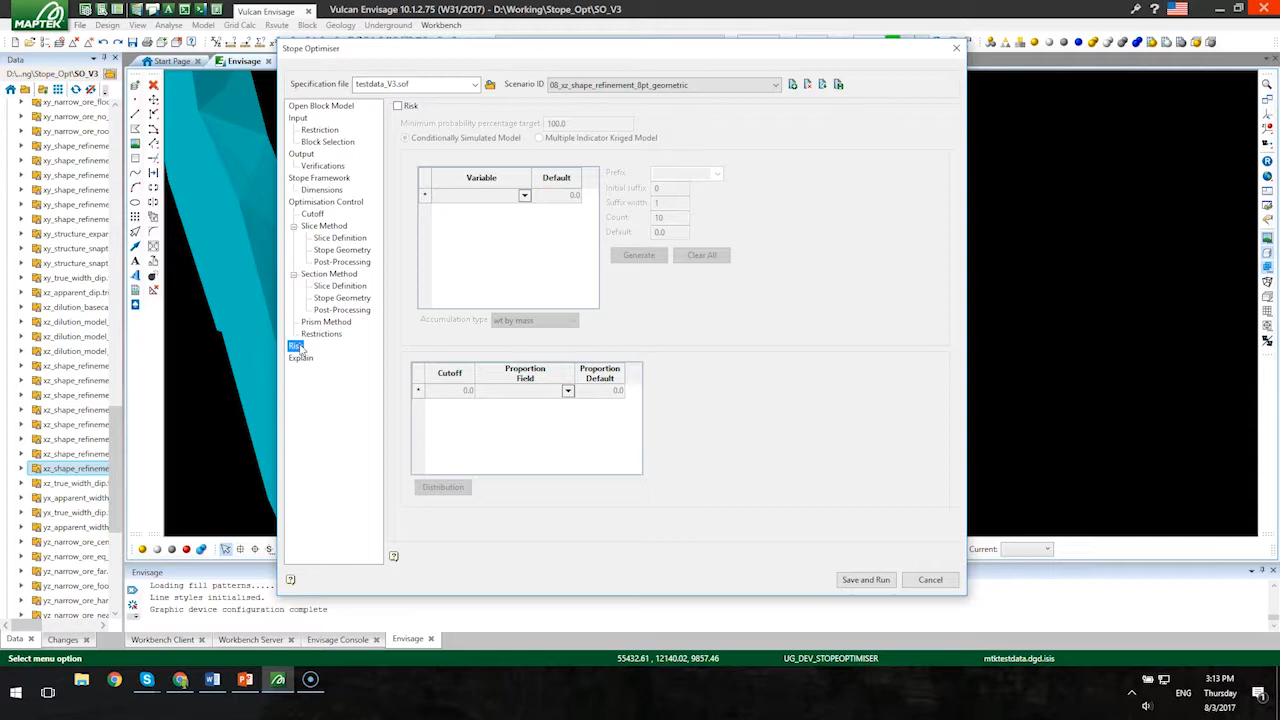 MAPTEK
Vulcan Envisage
Vulcan Envisage 10.1.2.75 (W/31/2017) - D:\Working\Stope_Opt\SO_V3
File Design View Analyse Model Grid Calc Rsvute Block Geology Underground Workbench
Data
Start Page
Envisage
D:\...ng\Stope_Opt\SO_V3
xy_narrow_ore_floo
xy_narrow_ore_no_
xy_narrow_ore_roo
xy_shape_refineme
xy_shape_refineme
xy_shape_refineme
xy_shape_refineme
xy_shape_refineme
xy_shape_refineme
xy_structure_expar
xy_structure_snapt
xy_structure_snapt
xy_true_width_dip.
xz_apparent_dip.tri
xz_dilution_baseca
xz_dilution_model_
xz_dilution_model_
xz_dilution_model_
xz_shape_refineme
xz_shape_refineme
xz_shape_refineme
xz_shape_refineme
xz_shape_refineme
xz_shape_refineme
xz_shape_refineme
xz_shape_refineme
xz_true_width_dip.
yx_apparent_width
yx_true_width_dip.
yz_apparent_width
yz_narrow_ore_cen
yz_narrow_ore_eq_
yz_narrow_ore_far.
yz_narrow_ore_foo
yz_narrow_ore_har
yz_narrow_ore_nea
Stope Optimiser
Specification file testdata_V3.sof Scenario ID 08_xz_shape_refinement_8pt_geometric
Open Block Model
Input
Restriction
Block Selection
Output
Verifications
Stope Framework
Dimensions
Optimisation Control
Cutoff
Slice Method
Slice Definition
Stope Geometry
Post-Processing
Section Method
Slice Definition
Stope Geometry
Post-Processing
Prism Method
Restrictions
Risk
Explain
Risk
Minimum probability percentage target 100.0
Conditionally Simulated Model Multiple Indicator Kriged Model
Variable Default
* 0.0
Prefix
Initial suffix 0
Suffix width 1
Count: 10
Default: 0.0
Generate Clear All
Accumulation type wt by mass
Cutoff Proportion Field Proportion Default
* 0.0 0.0
Distribution
Save and Run Cancel
Current:
Envisage
Loading fill patterns.....
Line styles initialised.
Graphic device configuration complete
Data Changes
Workbench Client Workbench Server Envisage Console Envisage
Select menu option 55432.61, 12140.02, 9857.46 UG_DEV_STOPEOPTIMISER mtktestdata.dgd.isis
3:13 PM
ENG Thursday
8/3/2017